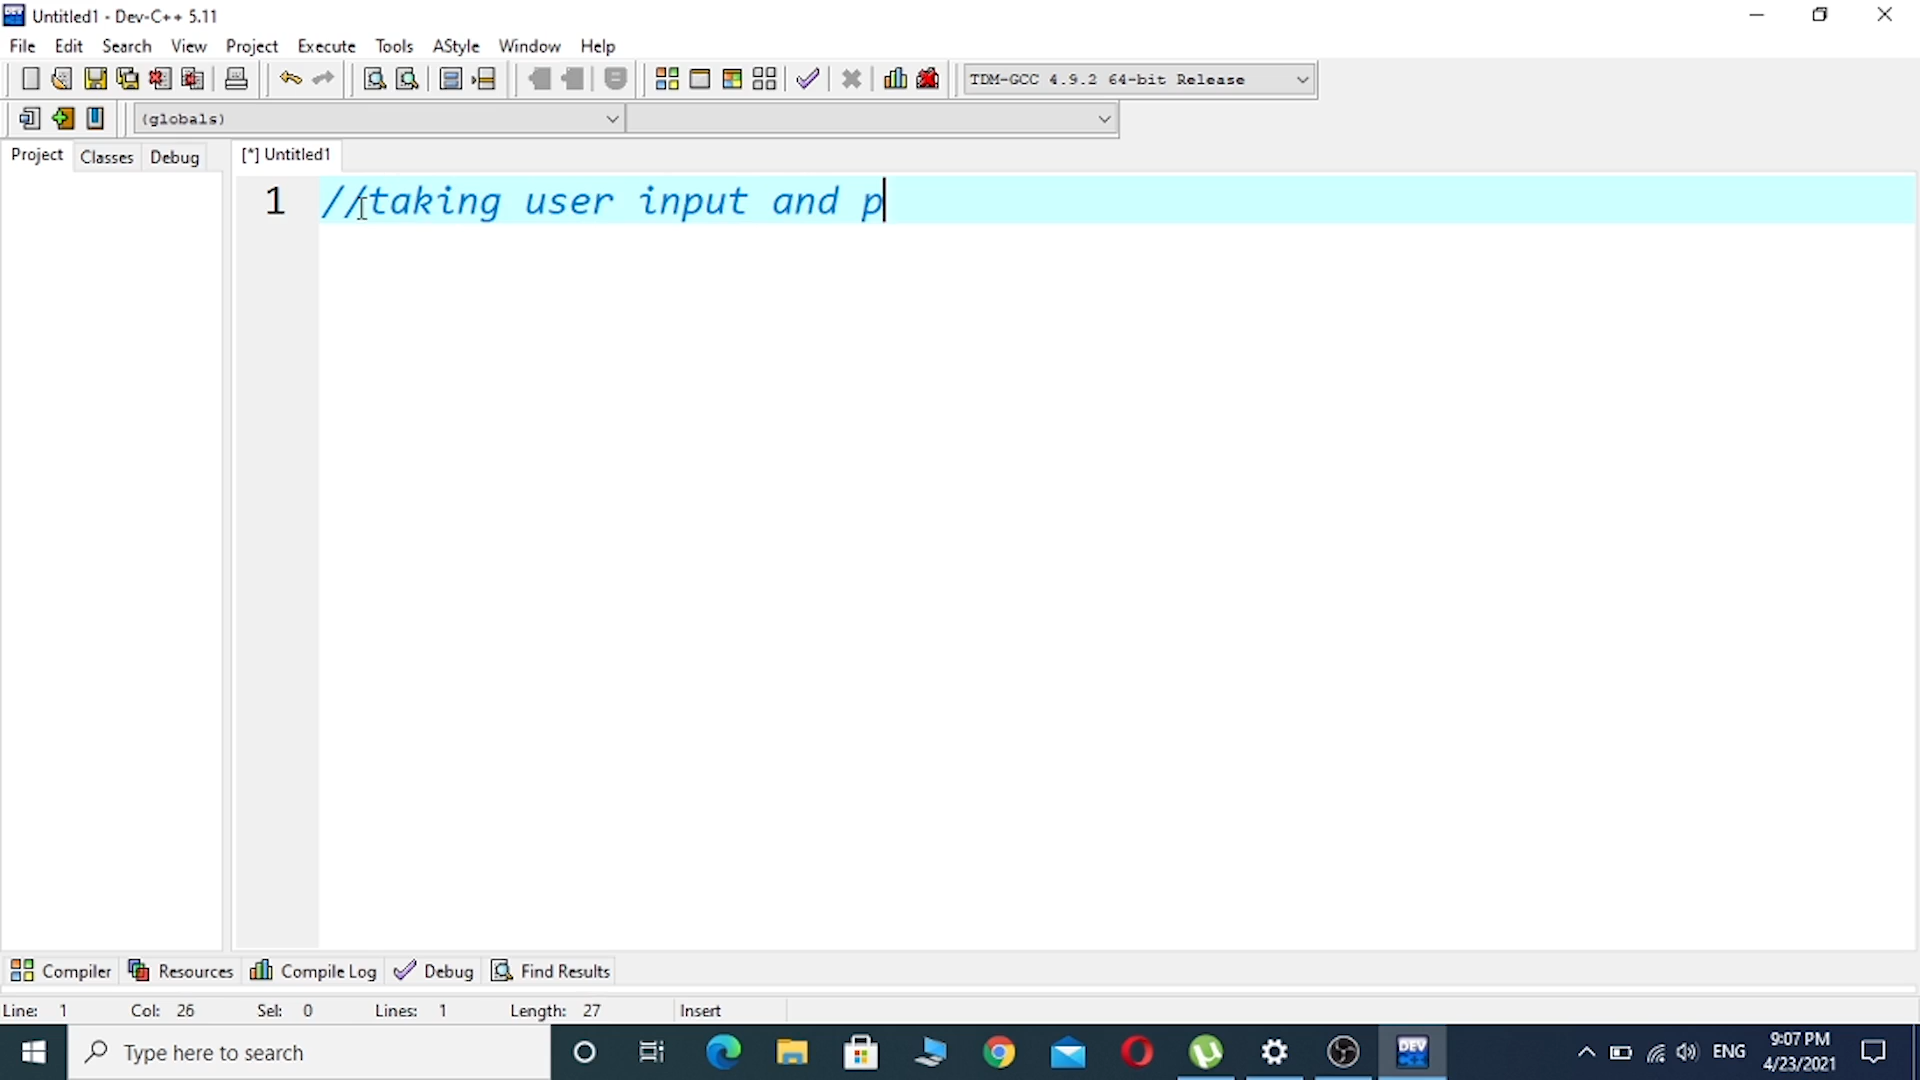 Untitled1 - Dev-C++ 5.11
File Edit Search View Project Execute Tools AStyle Window Help
TDM-GCC 4.9.2 64-bit Release
(globals)
Project Classes Debug [*] Untitled1
1 //taking user input and p
Compiler Resources Compile Log Debug Find Results
Line: 1 Col: 26 Sel: 0 Lines: 1 Length: 27 Insert
Type here to search
DEV
ENG
9:07 PM
4/23/2021